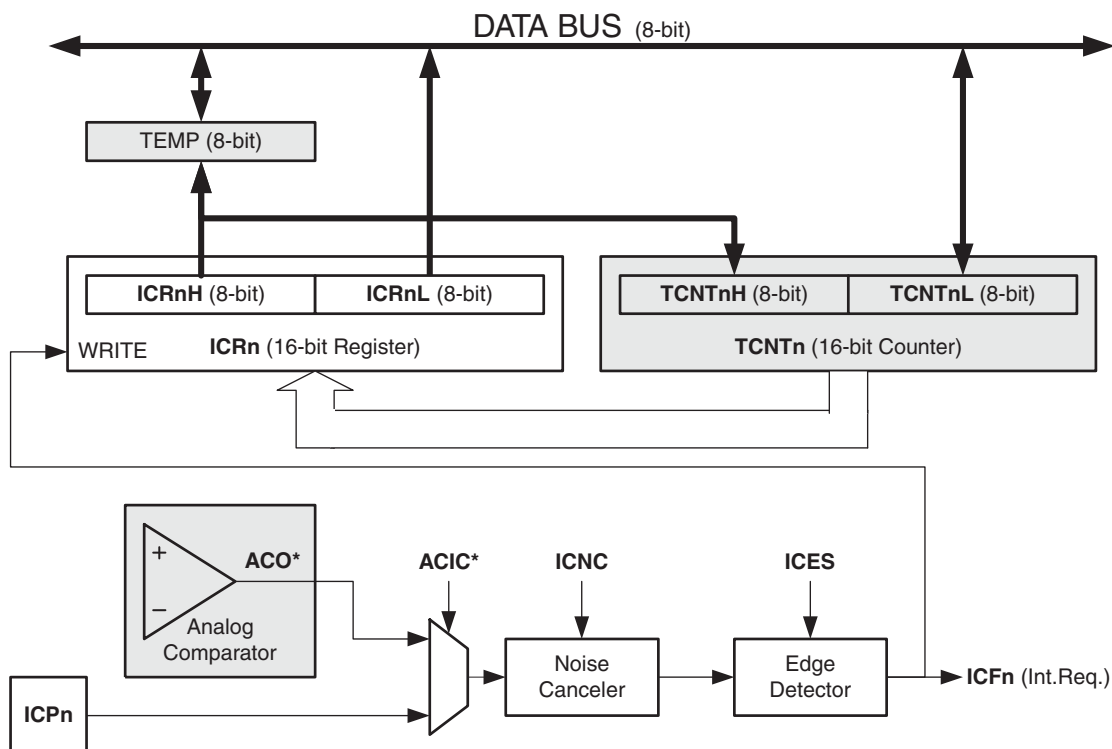 DATA BUS (8-bit)
TEMP (8-bit)
ICRnH (8-bit) ICRnL (8-bit) TCNTnH (8-bit) TCNTnL (8-bit)
WRITE ICRn (16-bit Register) TCNTn (16-bit Counter)
+ ACO* ACIC* ICNC ICES
−
Analog
Comparator
Noise
Canceler
Edge
Detector
ICFn (Int.Req.)
ICPn